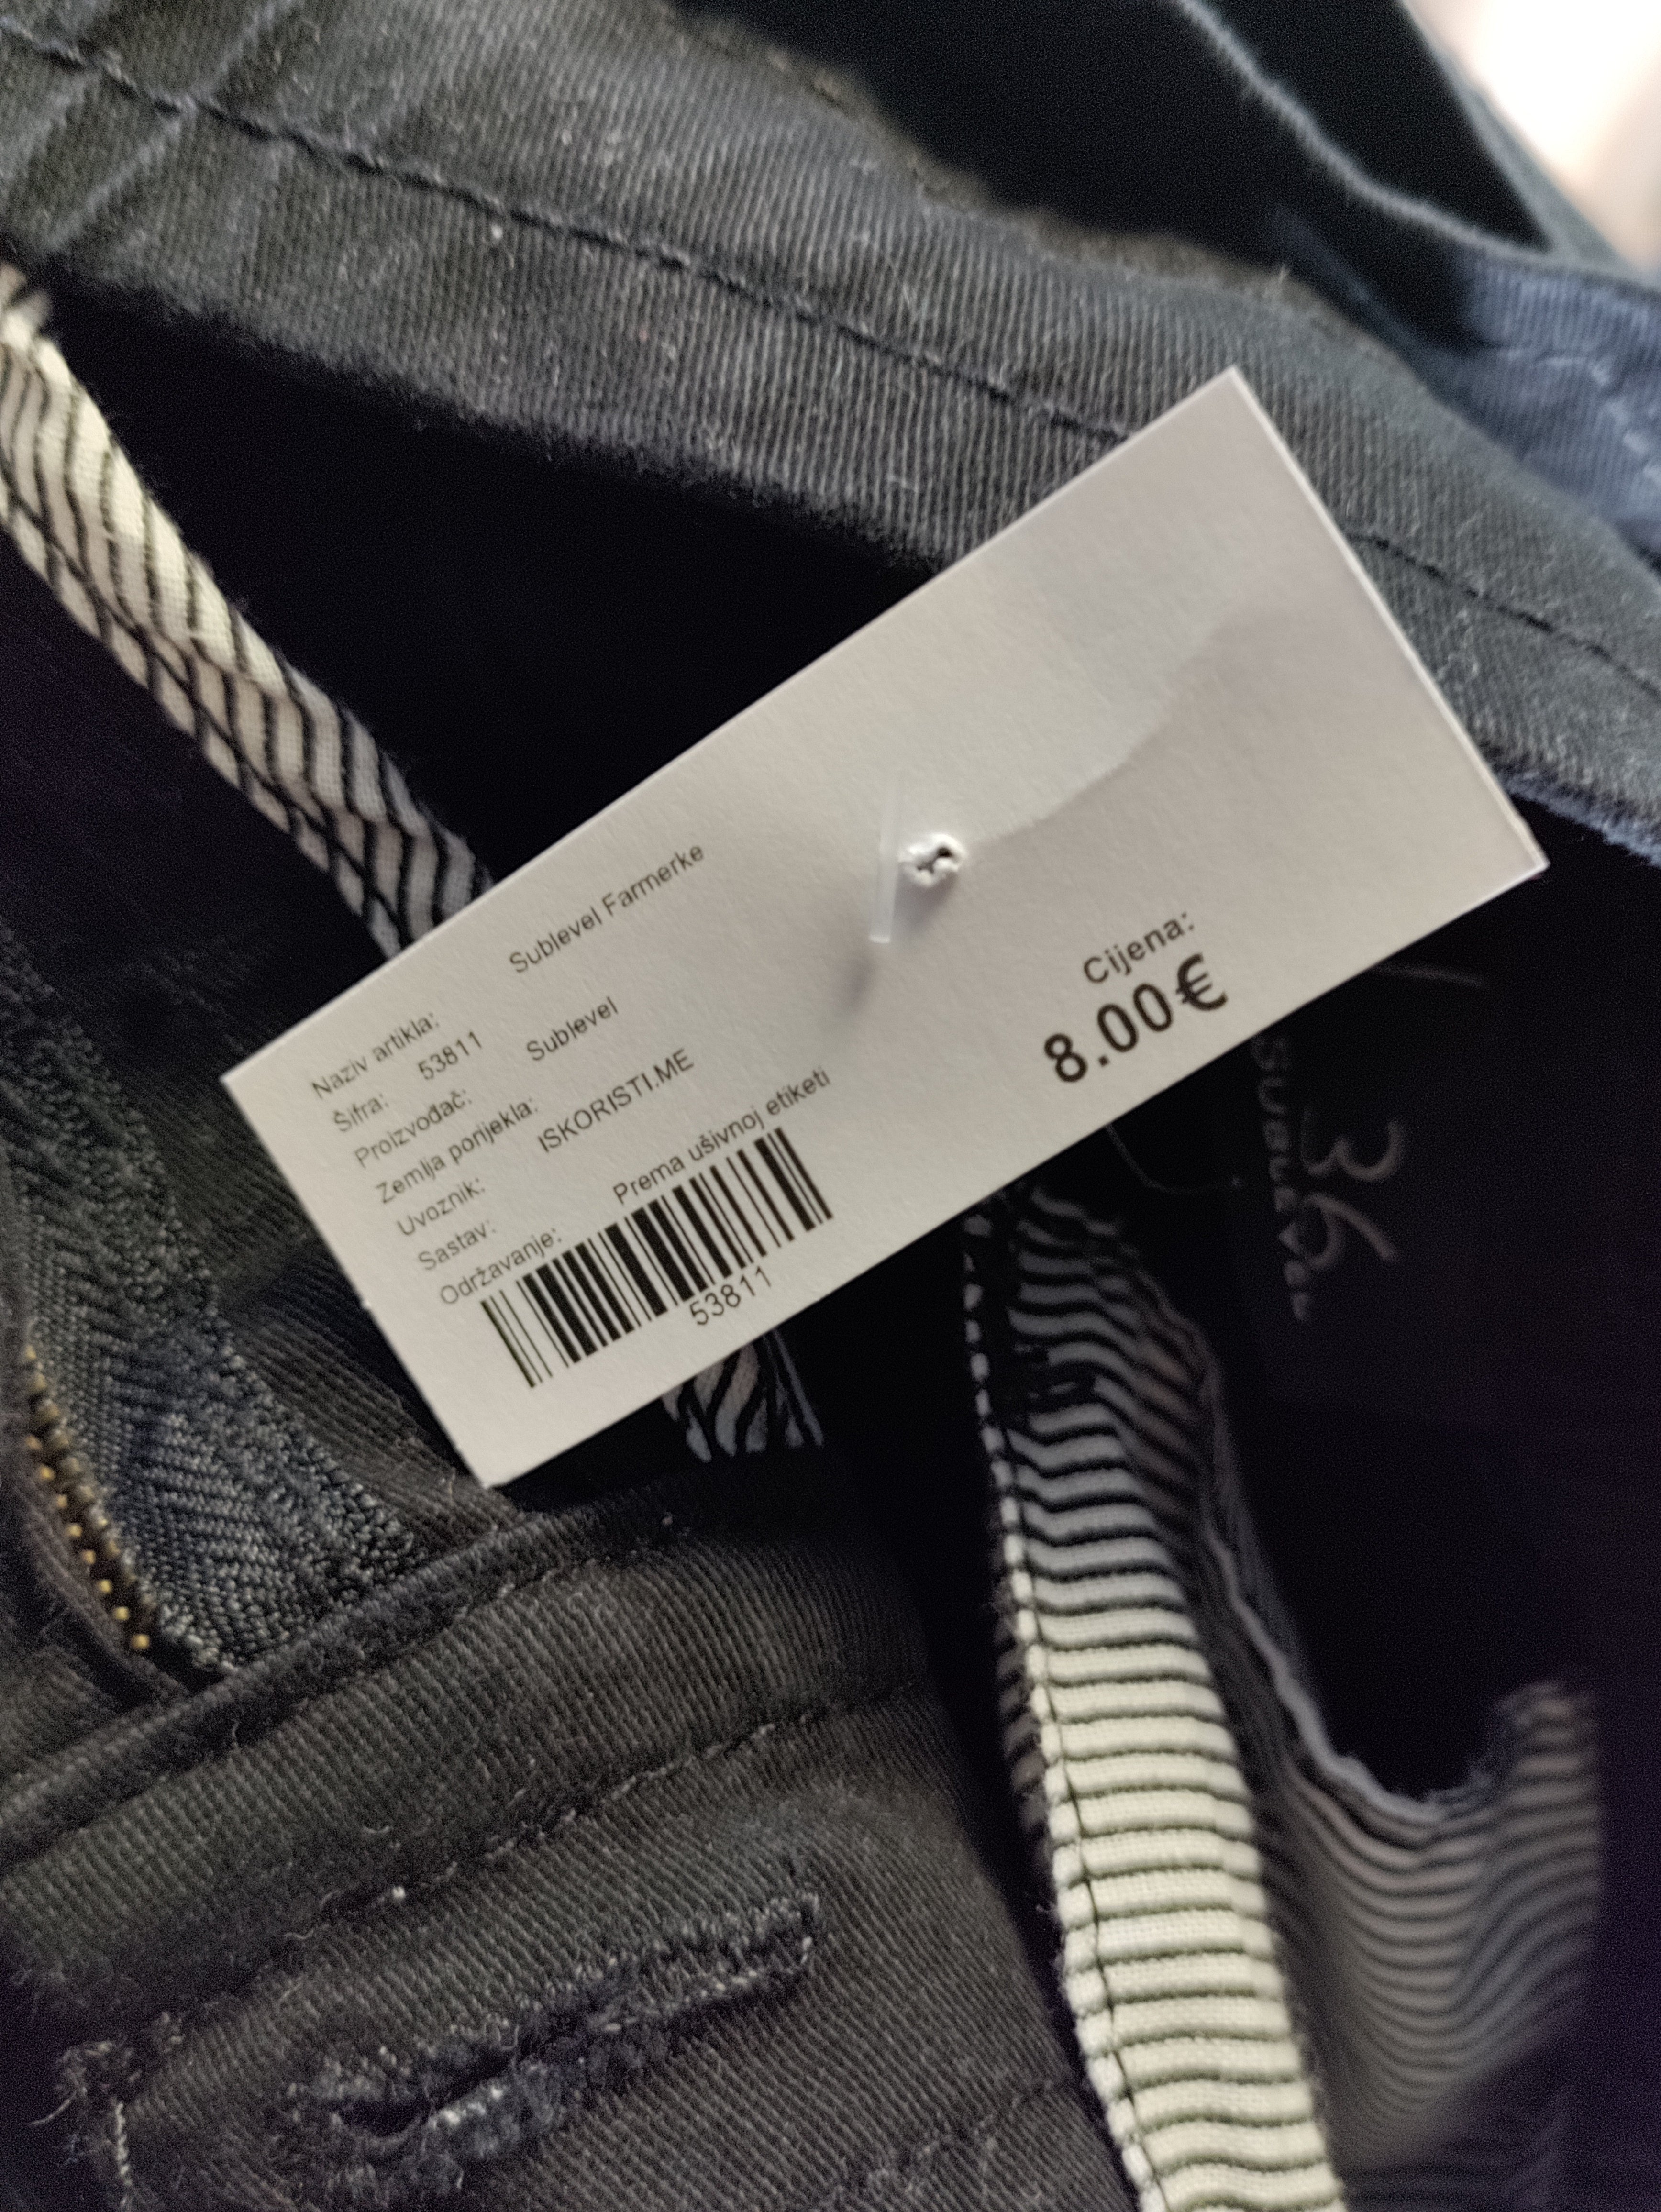 Naziv artikla: Sublevel Farmerke
Šifra: 53811
Proizvođač: Sublevel
Zemlja porijekla:
Uvoznik: ISKORISTI.ME
Sastav:
Održavanje: Prema ušivnoj etiketi
53811
Cijena:
8.00€
36
SUBLEVEL